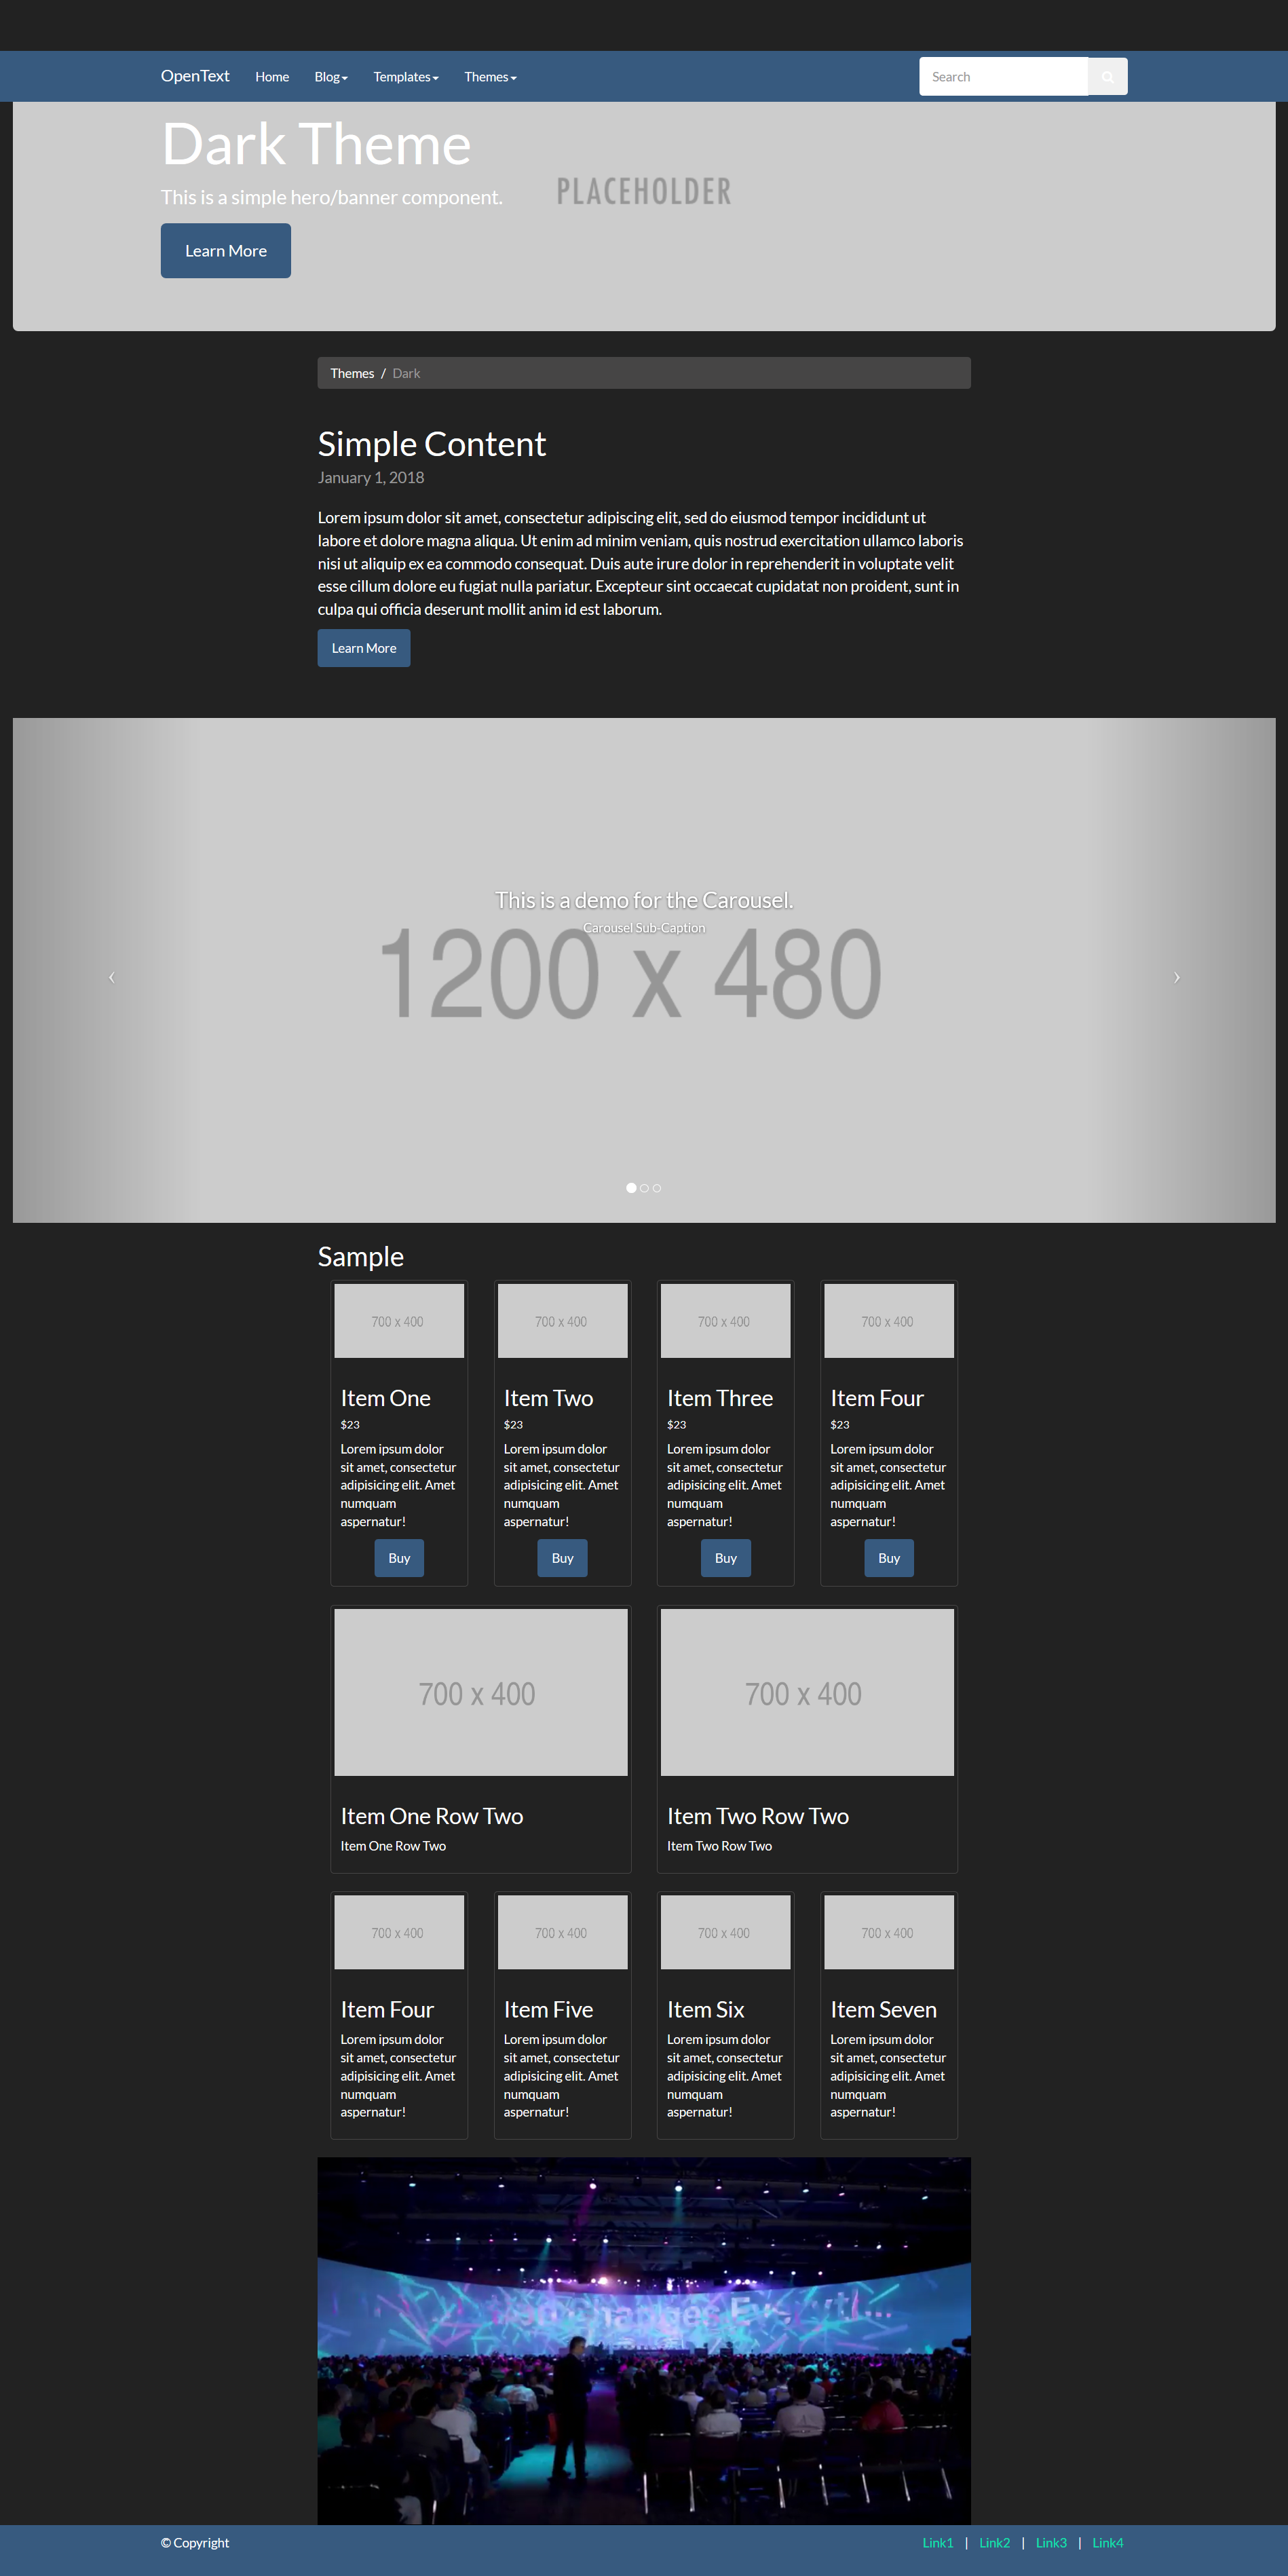 OpenText Home Blog Templates Themes Search
Dark Theme
This is a simple hero/banner component.
PLACEHOLDER
Learn More
Themes / Dark
Simple Content
January 1, 2018
Lorem ipsum dolor sit amet, consectetur adipiscing elit, sed do eiusmod tempor incididunt ut
labore et dolore magna aliqua. Ut enim ad minim veniam, quis nostrud exercitation ullamco laboris
nisi ut aliquip ex ea commodo consequat. Duis aute irure dolor in reprehenderit in voluptate velit
esse cillum dolore eu fugiat nulla pariatur. Excepteur sint occaecat cupidatat non proident, sunt in
culpa qui officia deserunt mollit anim id est laborum.
Learn More
This is a demo for the Carousel.
Carousel Sub-Caption
1200 x 480
Sample
700 x 400
Item One
$23
Lorem ipsum dolor
sit amet, consectetur
adipisicing elit. Amet
numquam
aspernatur!
Buy
700 x 400
Item Two
$23
Lorem ipsum dolor
sit amet, consectetur
adipisicing elit. Amet
numquam
aspernatur!
Buy
700 x 400
Item Three
$23
Lorem ipsum dolor
sit amet, consectetur
adipisicing elit. Amet
numquam
aspernatur!
Buy
700 x 400
Item Four
$23
Lorem ipsum dolor
sit amet, consectetur
adipisicing elit. Amet
numquam
aspernatur!
Buy
700 x 400
Item One Row Two
Item One Row Two
700 x 400
Item Two Row Two
Item Two Row Two
700 x 400
Item Four
Lorem ipsum dolor
sit amet, consectetur
adipisicing elit. Amet
numquam
aspernatur!
700 x 400
Item Five
Lorem ipsum dolor
sit amet, consectetur
adipisicing elit. Amet
numquam
aspernatur!
700 x 400
Item Six
Lorem ipsum dolor
sit amet, consectetur
adipisicing elit. Amet
numquam
aspernatur!
700 x 400
Item Seven
Lorem ipsum dolor
sit amet, consectetur
adipisicing elit. Amet
numquam
aspernatur!
© Copyright Link1 | Link2 | Link3 | Link4